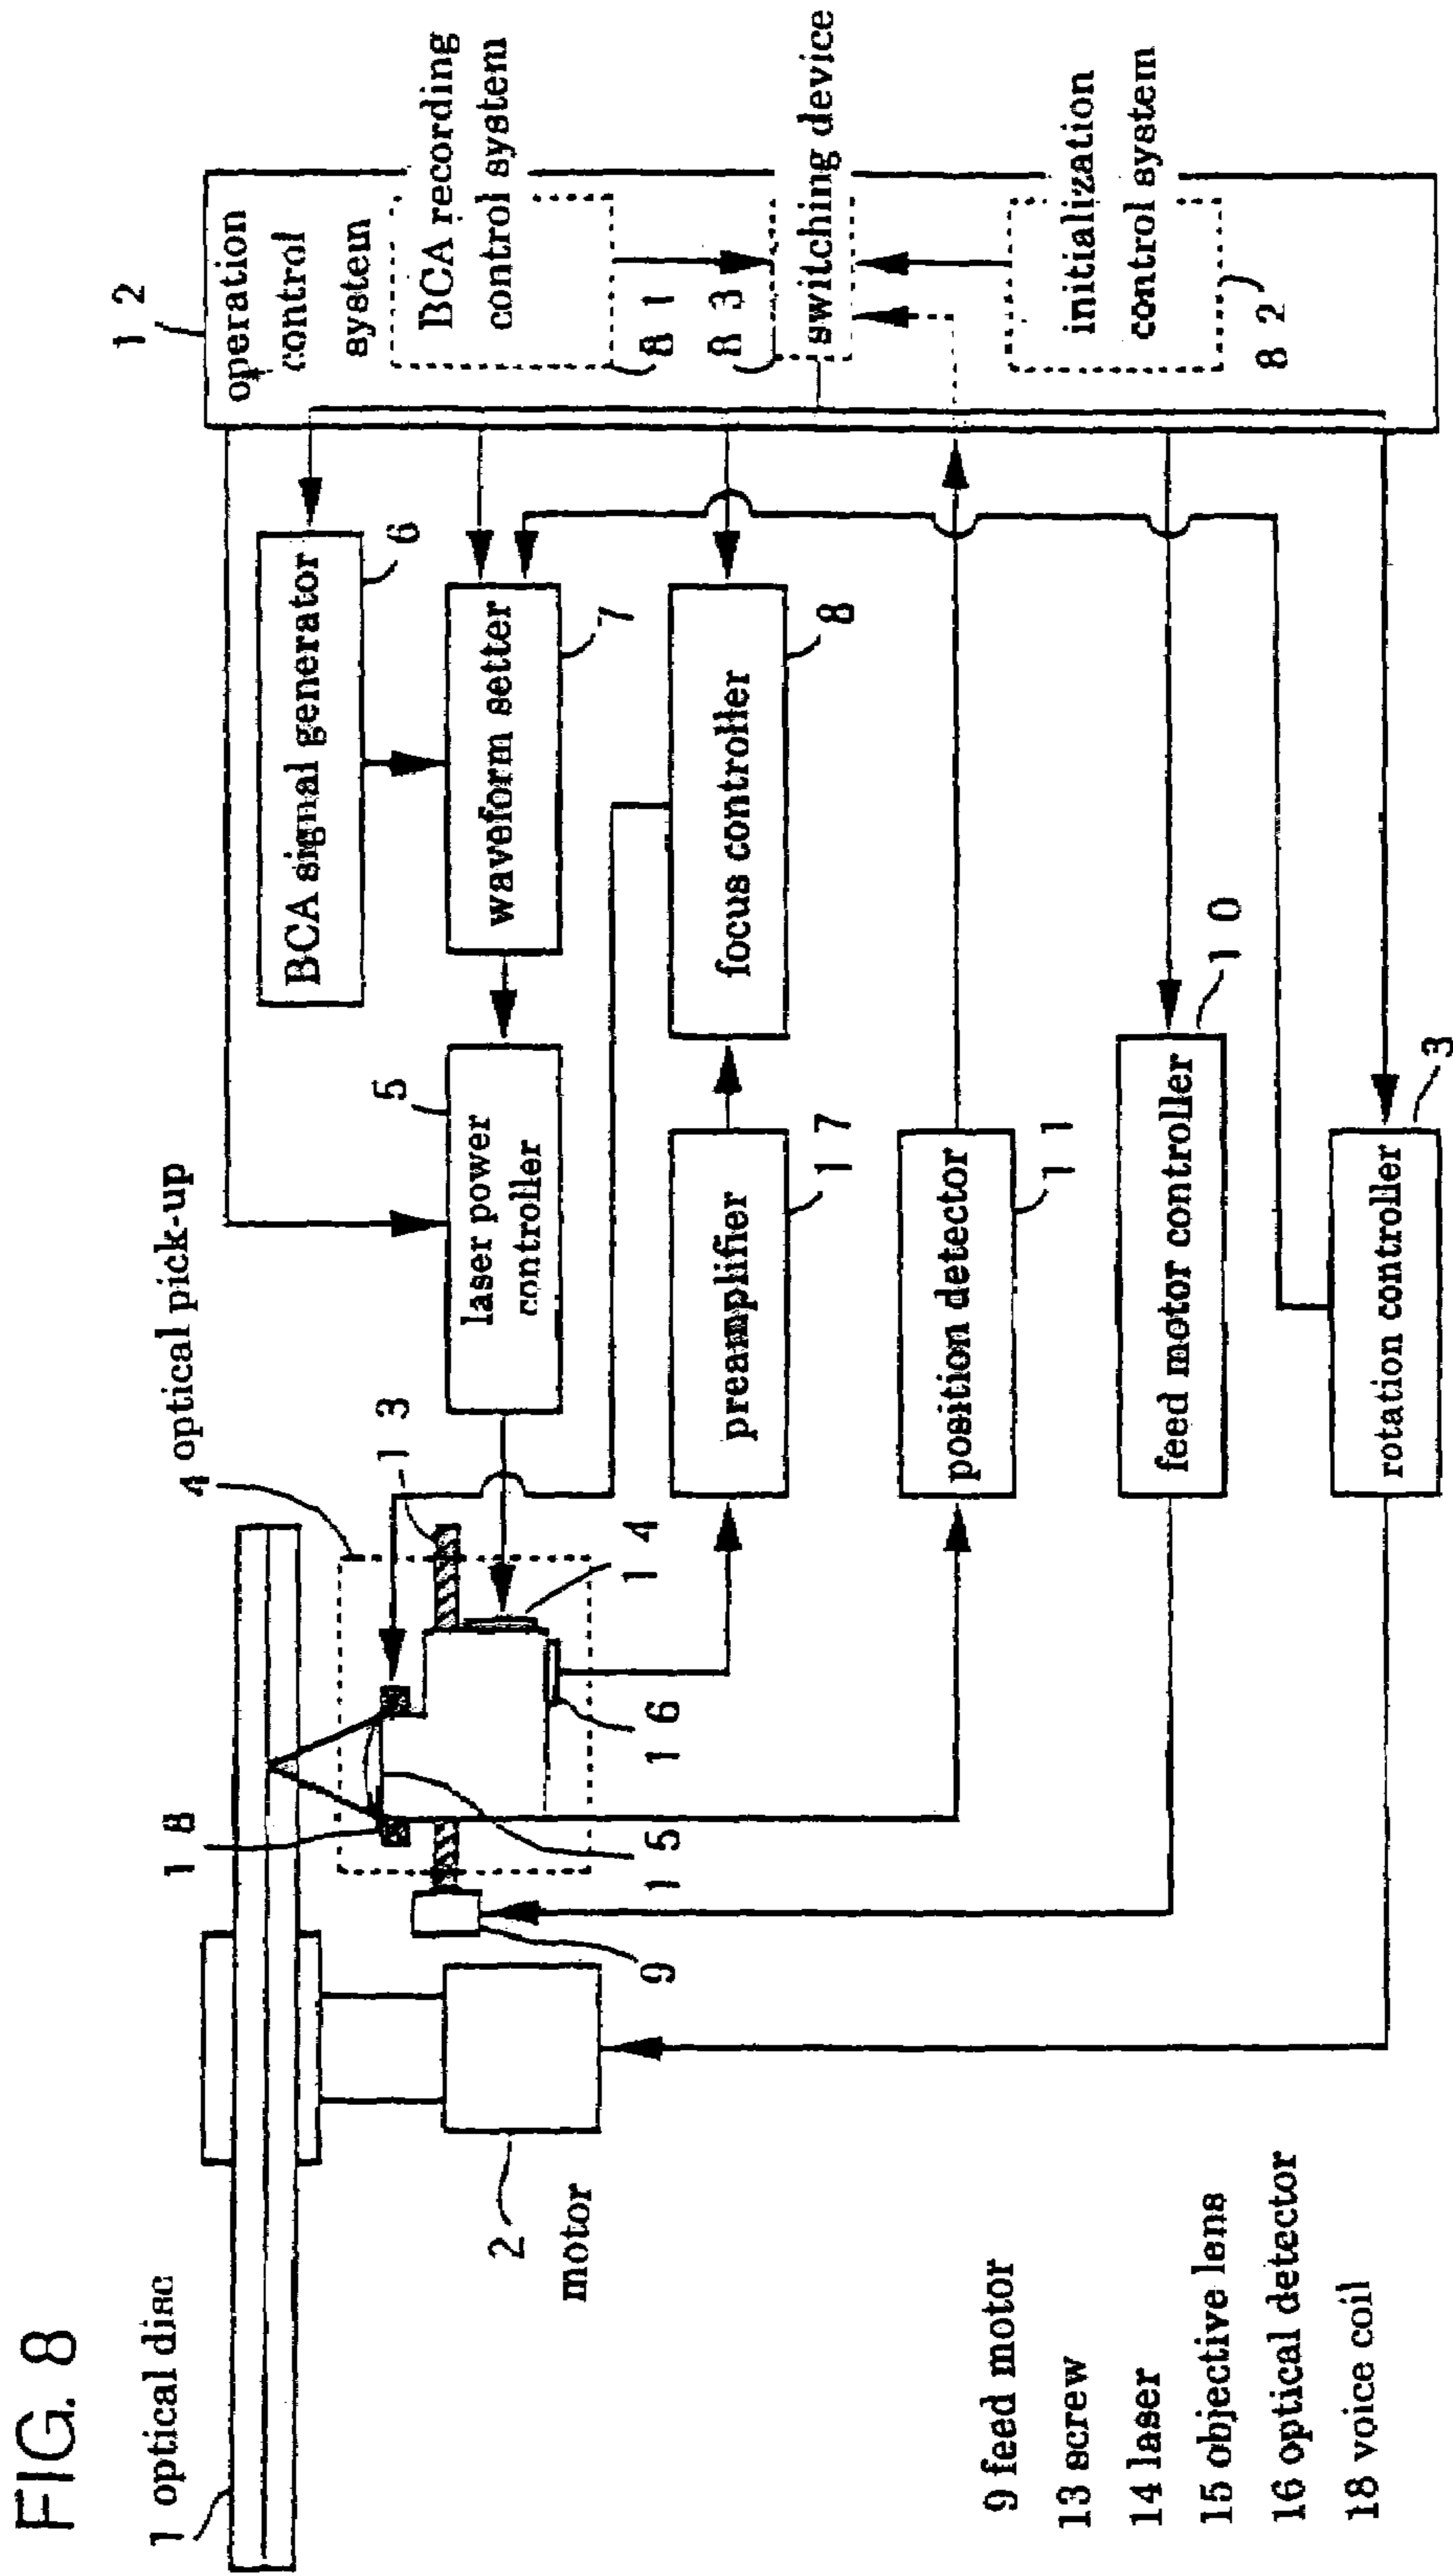 FIG. 8
1 optical disc
4 optical pick-up
1 2
operation
control
system
BCA recording
control system
8 1
8 3
switching device
initialization
control system
8 2
BCA signal generator
6
waveform setter
7
5
laser power
controller
focus controller
8
preamplifier
1 7
position detector
1 1
feed motor controller
1 0
rotation controller
3
1 3
1 4
1 8
1 6
1 5
9
2
motor
9 feed motor
13 screw
14 laser
15 objective lens
16 optical detector
18 voice coil